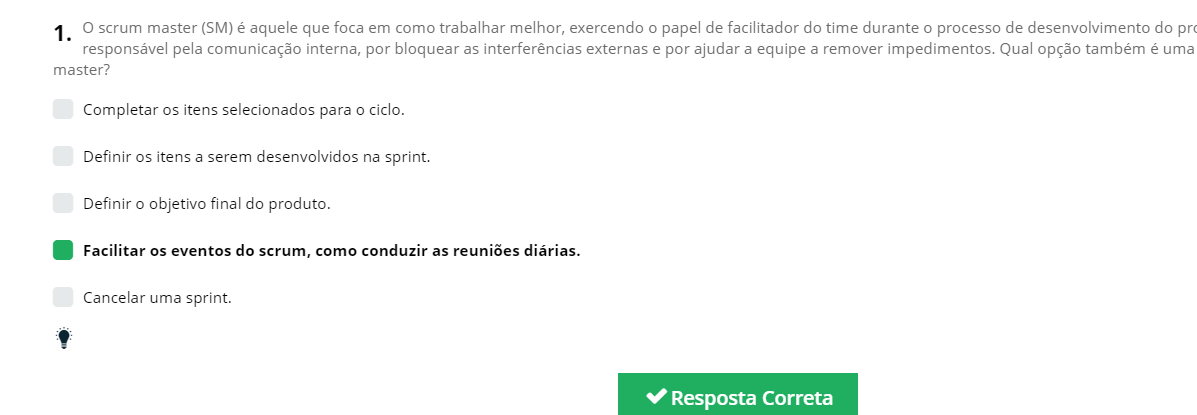 1. O scrum master (SM) é aquele que foca em como trabalhar melhor, exercendo o papel de facilitador do time durante o processo de desenvolvimento do
responsável pela comunicação interna, por bloquear as interferências externas e por ajudar a equipe a remover impedimentos. Qual opção também é uma
master?
Completar os itens selecionados para o ciclo.
Definir os itens a serem desenvolvidos na sprint.
Definir o objetivo final do produto.
Facilitar os eventos do scrum, como conduzir as reuniões diárias.
Cancelar uma sprint.
Resposta Correta